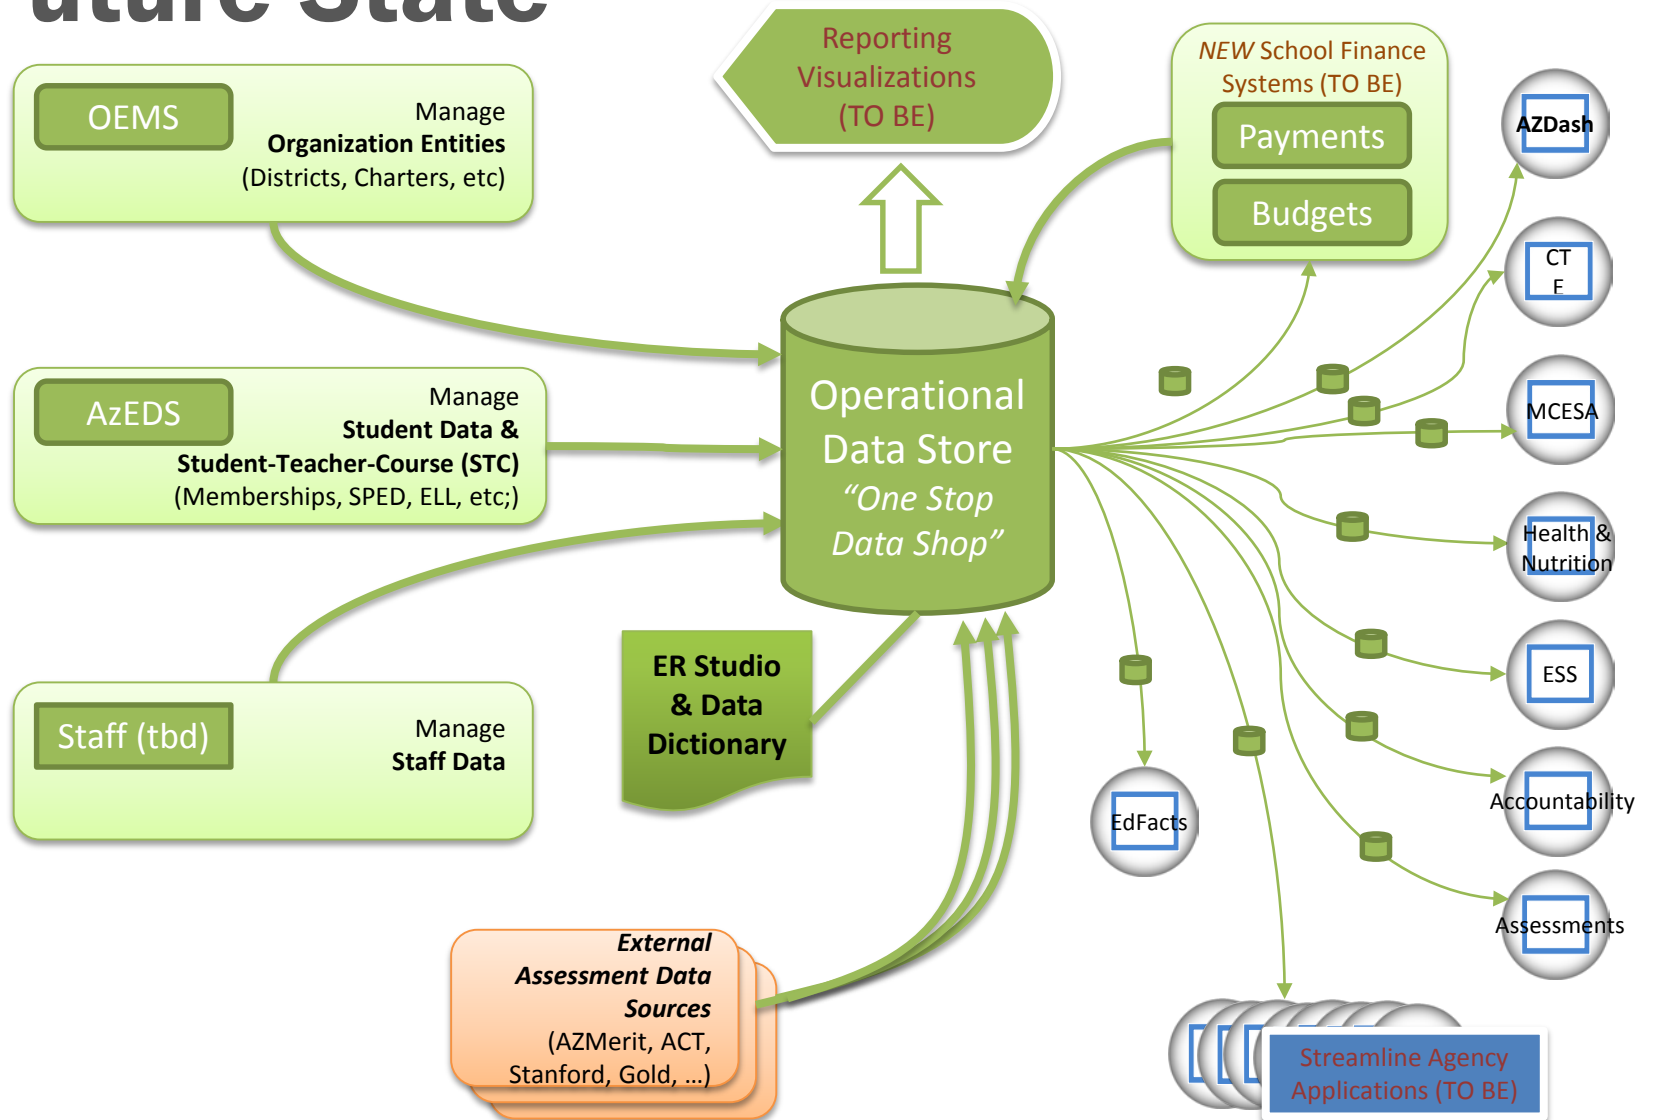 uture State
OEMS
Manage
Organization Entities
(Districts, Charters, etc)
Reporting
Visualizations
(TO BE)
NEW School Finance
Systems (TO BE)
Payments
Budgets
AZDash
CT
E
MCESA
Health &
Nutrition
ESS
Accountability
Assessments
AzEDS
Manage
Student Data &
Student-Teacher-Course (STC)
(Memberships, SPED, ELL, etc;)
Operational
Data Store
“One Stop
Data Shop”
Staff (tbd)
Manage
Staff Data
ER Studio
& Data
Dictionary
EdFacts
External
Assessment Data
Sources
(AZMerit, ACT,
Stanford, Gold, …)
Streamline Agency
Applications (TO BE)